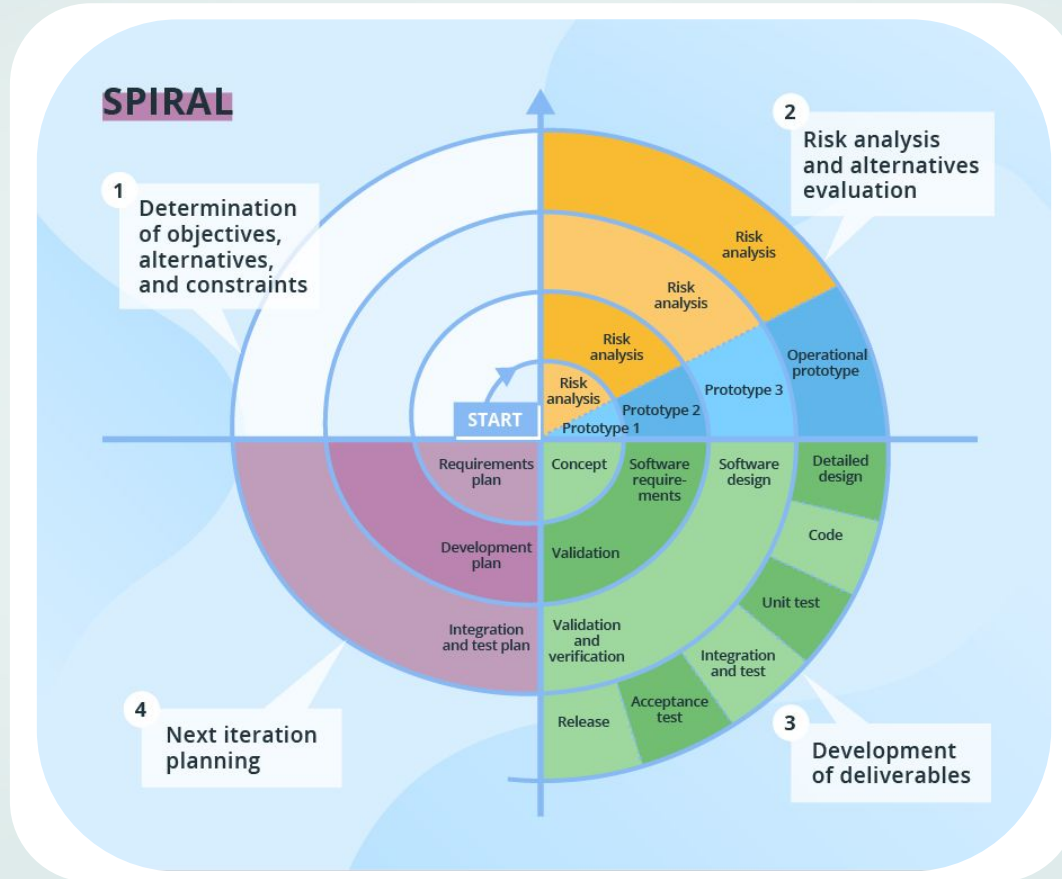 SPIRAL
1
Determination
of objectives,
alternatives,
and constraints
2
Risk analysis
and alternatives
evaluation
Risk
analysis
Risk
analysis
Risk
analysis
Risk
analysis
Operational
prototype
Prototype 3
Prototype 2
Prototype 1
START
Requirements
plan
Concept
Software
require-
ments
Software
design
Detailed
design
Code
Development
plan
Validation
Unit test
Integration
and test plan
Validation
and
verification
Integration
and test
Acceptance
test
Release
4
Next iteration
planning
3
Development
of deliverables